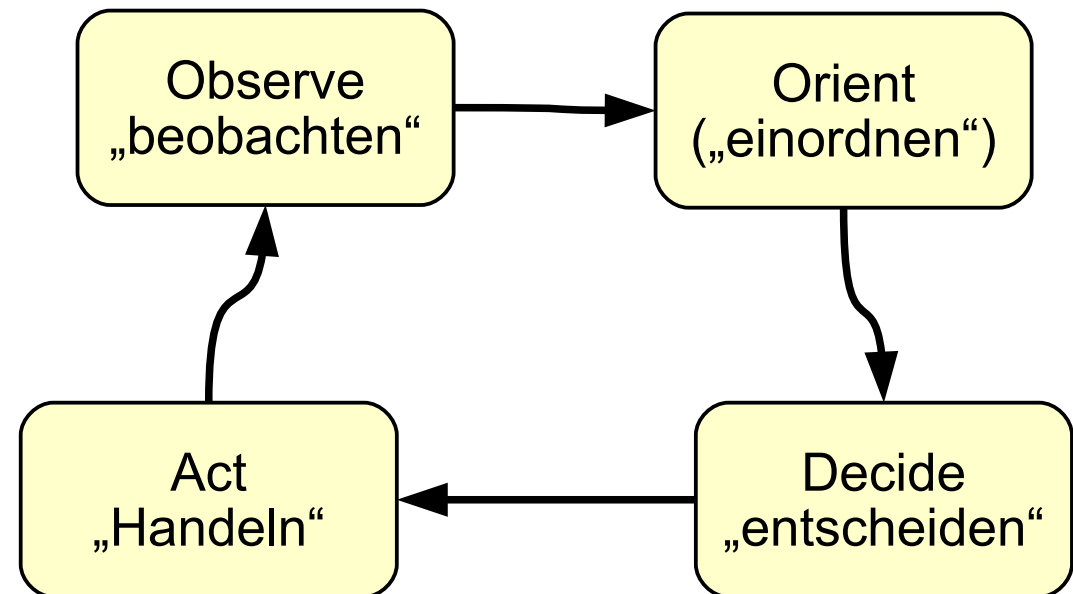 Observe
„beobachten“
Orient
(„einordnen“)
Decide
„entscheiden“
Act
„Handeln“